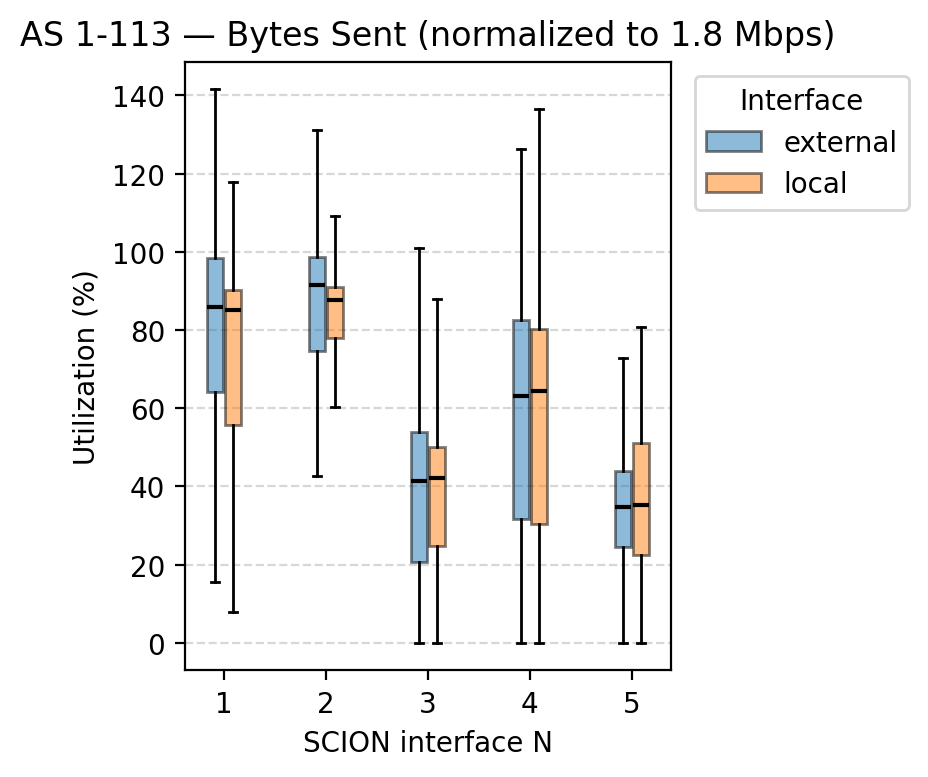 AS 1-113 — Bytes Sent (normalized to 1.8 Mbps)
Interface
external
local
Utilization (%)
140
120
100
80
60
40
20
0
1 2 3 4 5
SCION interface N